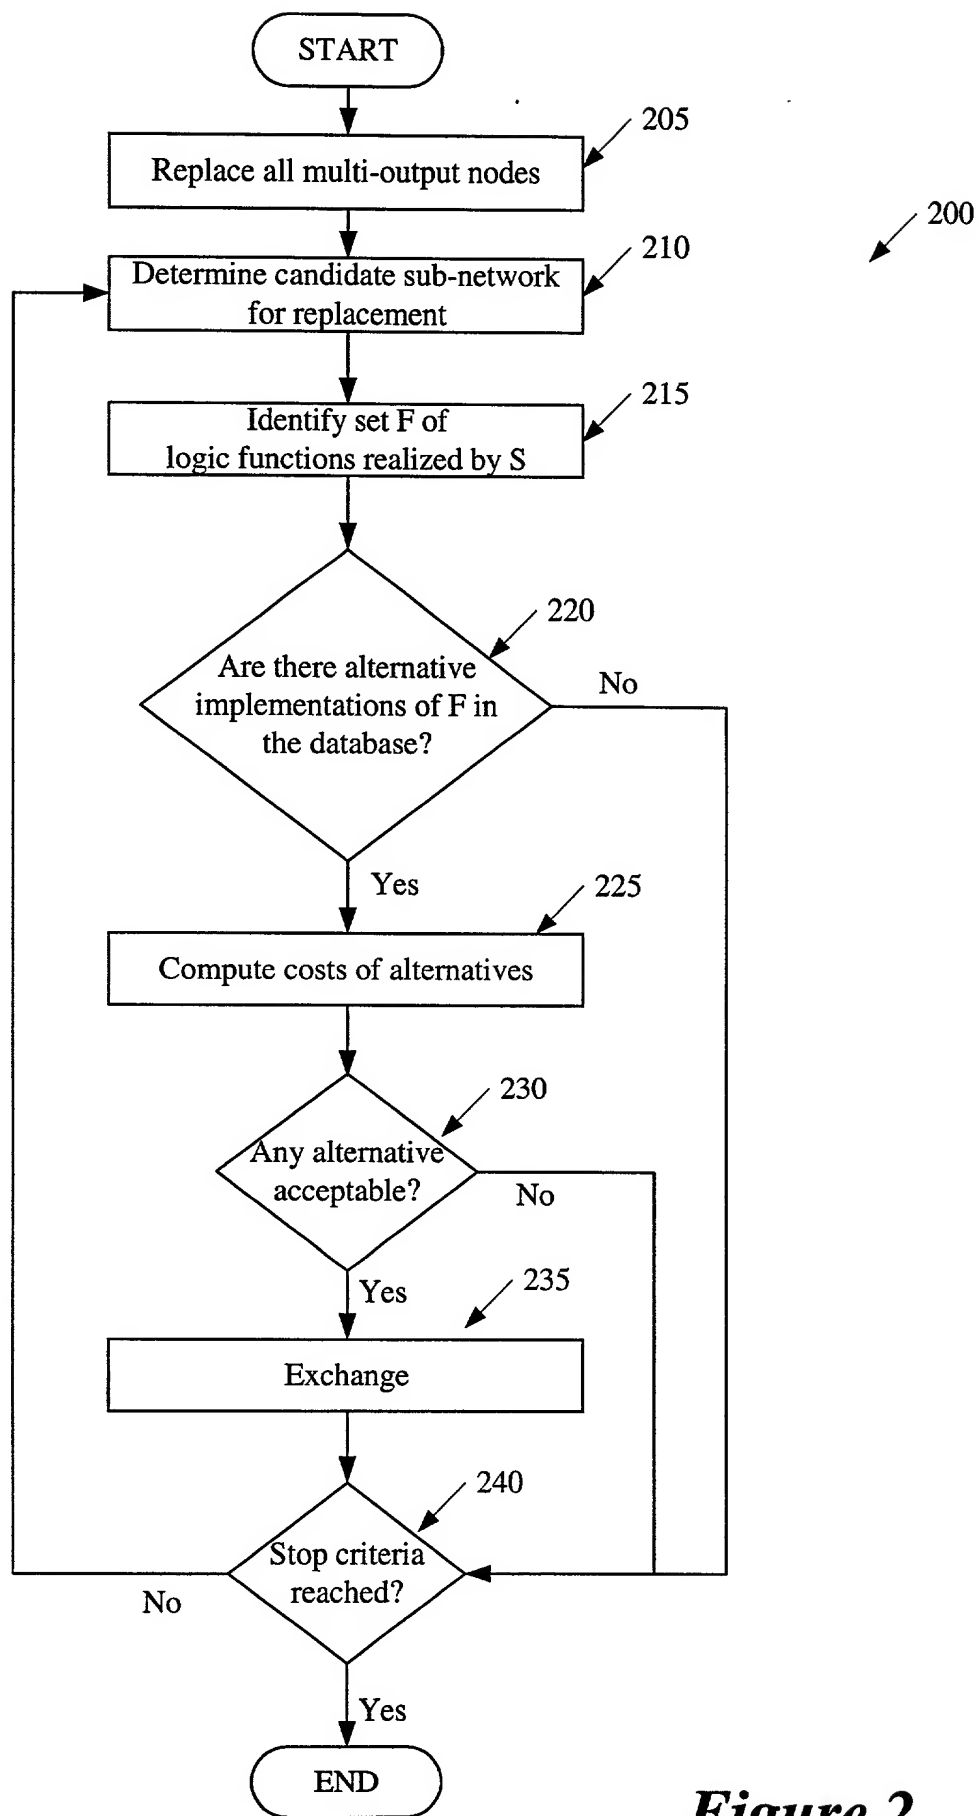 START
205
Replace all multi-output nodes
200
210
Determine candidate sub-network
for replacement
215
Identify set F of
logic functions realized by S
220
Are there alternative
implementations of F in
the database?
No
Yes
225
Compute costs of alternatives
230
Any alternative
acceptable?
No
Yes
235
Exchange
240
Stop criteria
reached?
No
Yes
END
Figure 2